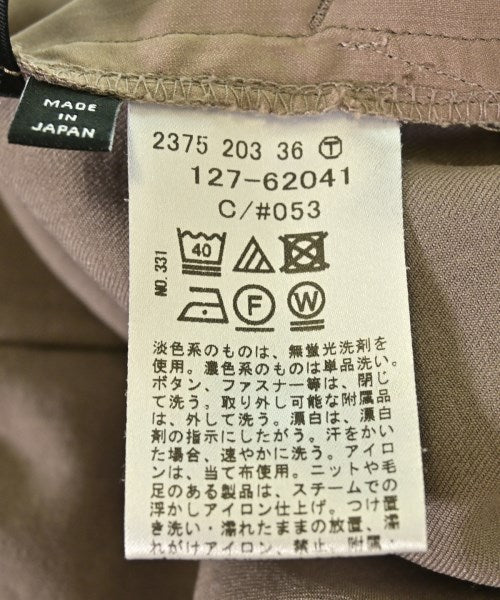 MADE IN
JAPAN
2375 203 36 Ⓣ
127-62041
C/#053
NO.331
40
F
W
淡色系のものは、無蛍光洗剤を
使用。濃色系のものは単品洗い。
ボタン、ファスナー等は、閉じ
て洗う。取り外し可能な附属品
は、外して洗う。漂白は、漂白
剤の指示にしたがう。汗をかい
た場合、速やかに洗う。アイロ
ンは、当て布使用。ニットや毛
足のある製品は、スチームでの
浮かしアイロン仕上げ。つけ置
き洗い・濡れたままの放置、濡
れがけアイロン、禁止。附属・